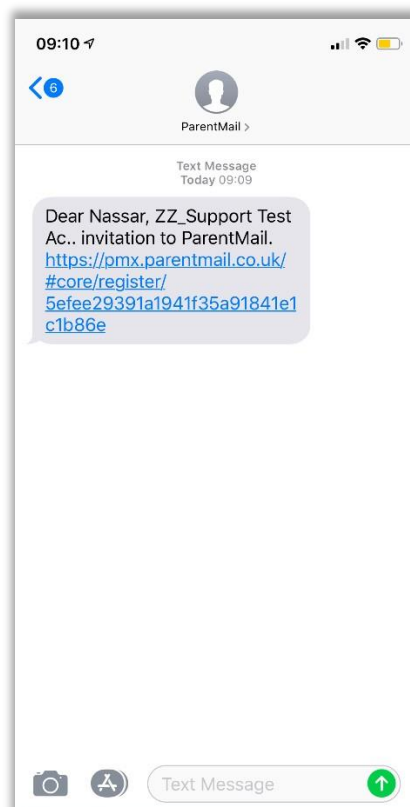 09:10
6
ParentMail >
Text Message
Today 09:09
Dear Nassar, ZZ_Support Test
Ac.. invitation to ParentMail.
https://pmx.parentmail.co.uk/
#core/register/
5efee29391a1941f35a91841e1
c1b86e
Text Message